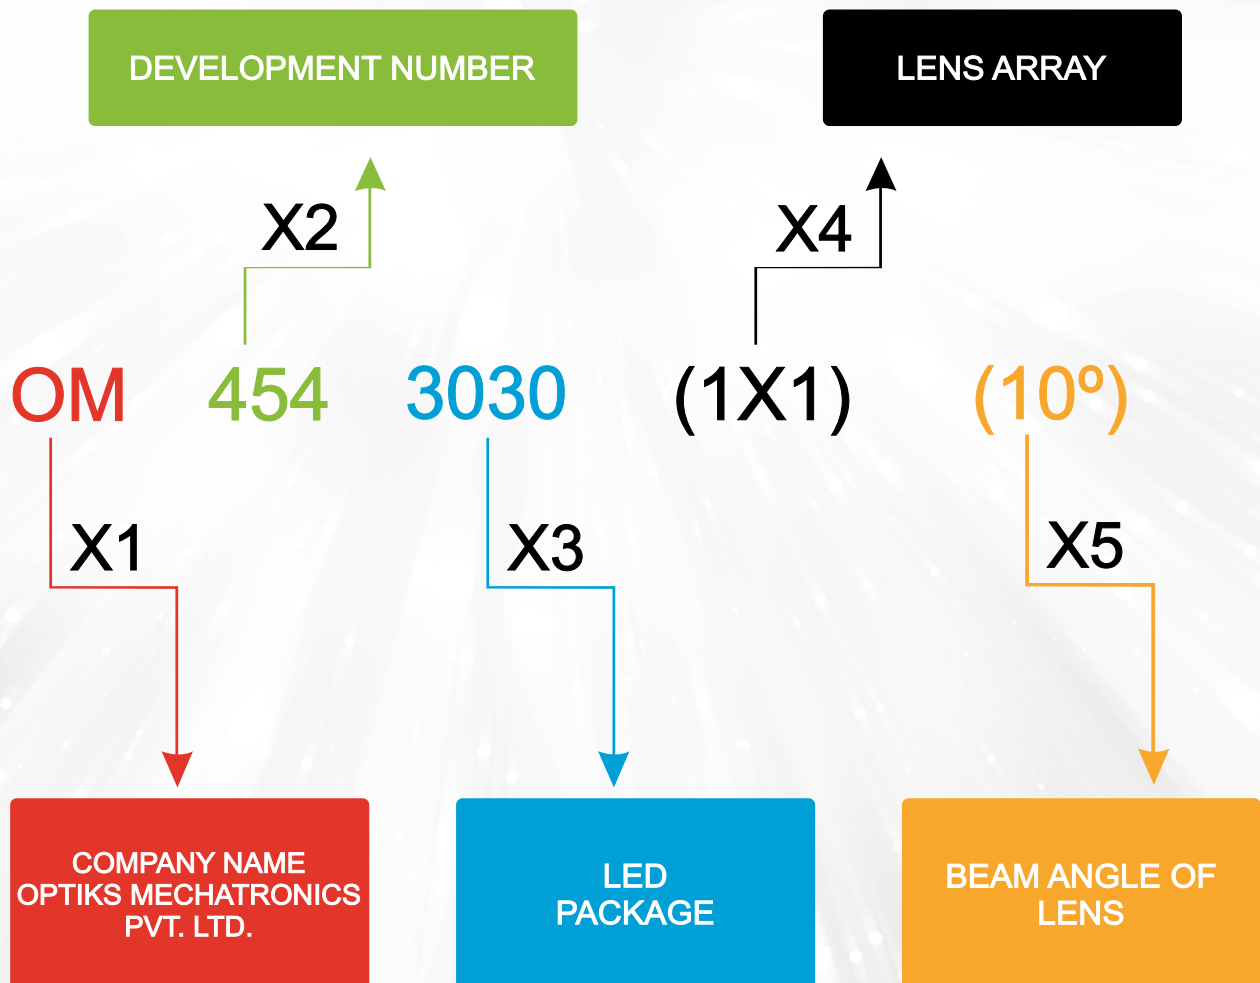 DEVELOPMENT NUMBER
LENS ARRAY
X2
X4
OM 454 3030 (1X1) (10º)
X1
X3
X5
COMPANY NAME
OPTIKS MECHATRONICS
PVT. LTD.
LED
PACKAGE
BEAM ANGLE OF
LENS